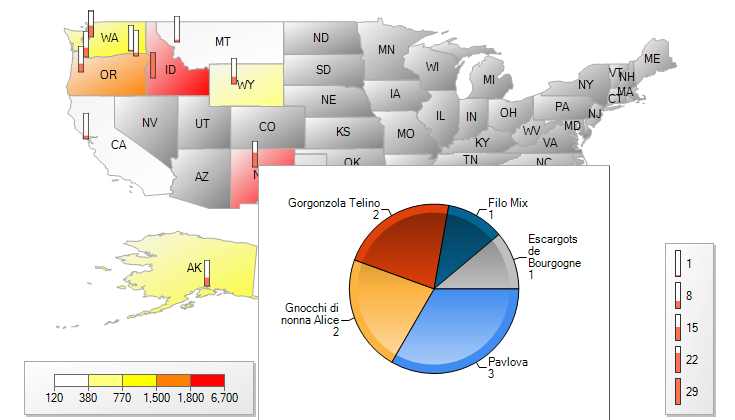 WA
MT
ND
MN
ME
OR
ID
SD
WI
VT
NH
WY
MI
NY
MA
NE
IA
CT
PA
NJ
NV
UT
CO
IL
IN
OH
MD
KS
MO
WV
VA
KY
CA
AZ
OK
TN
NC
Gorgonzola Telino
2
Filo Mix
1
Escargots
de
Bourgogne
1
Gnocchi di
nonna Alice
2
Pavlova
3
AK
1
8
15
22
29
120 380 770 1,500 1,800 6,700